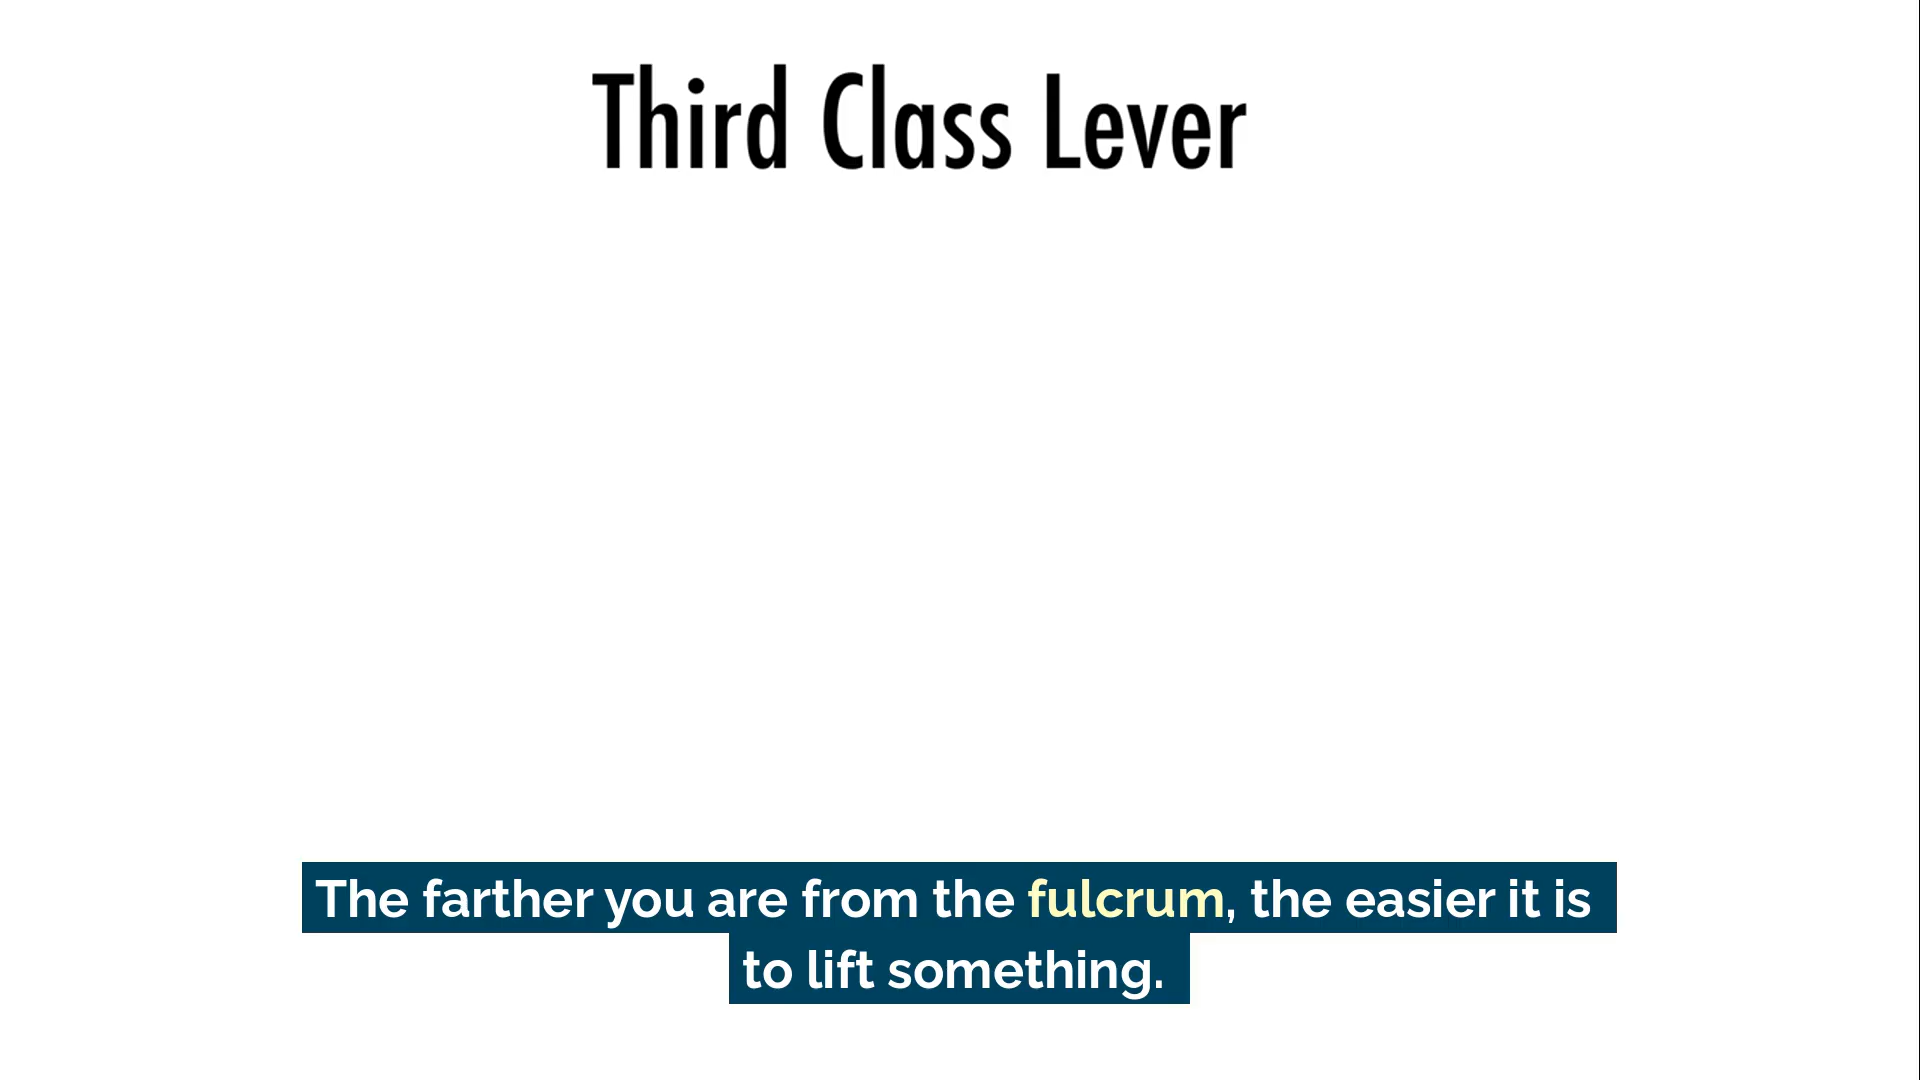 Third Class Lever
The farther you are from the fulcrum, the easier it is
to lift something.